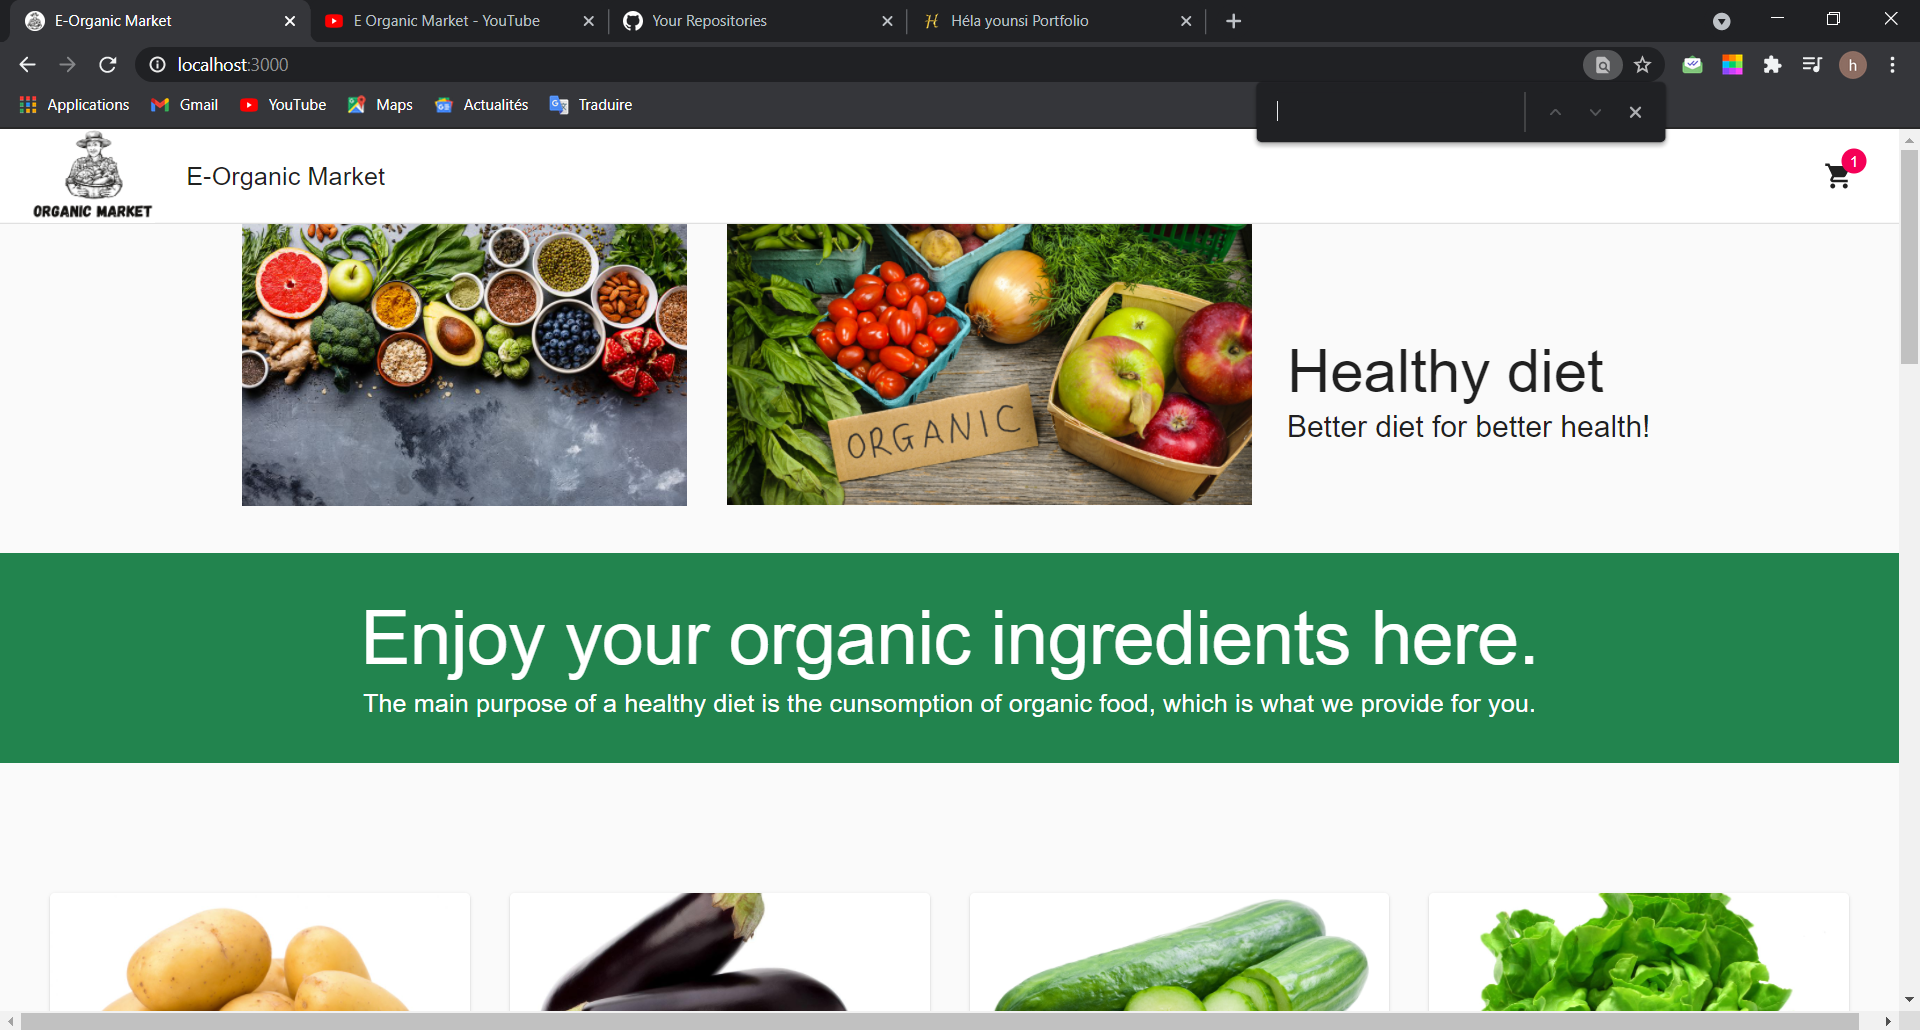 E-Organic Market
E Organic Market - YouTube
Your Repositories
Héla younsi Portfolio
localhost:3000
h
Applications
Gmail
YouTube
Maps
Actualités
Traduire
ORGANIC MARKET
E-Organic Market
1
ORGANIC
Healthy diet
Better diet for better health!
Enjoy your organic ingredients here.
The main purpose of a healthy diet is the cunsomption of organic food, which is what we provide for you.